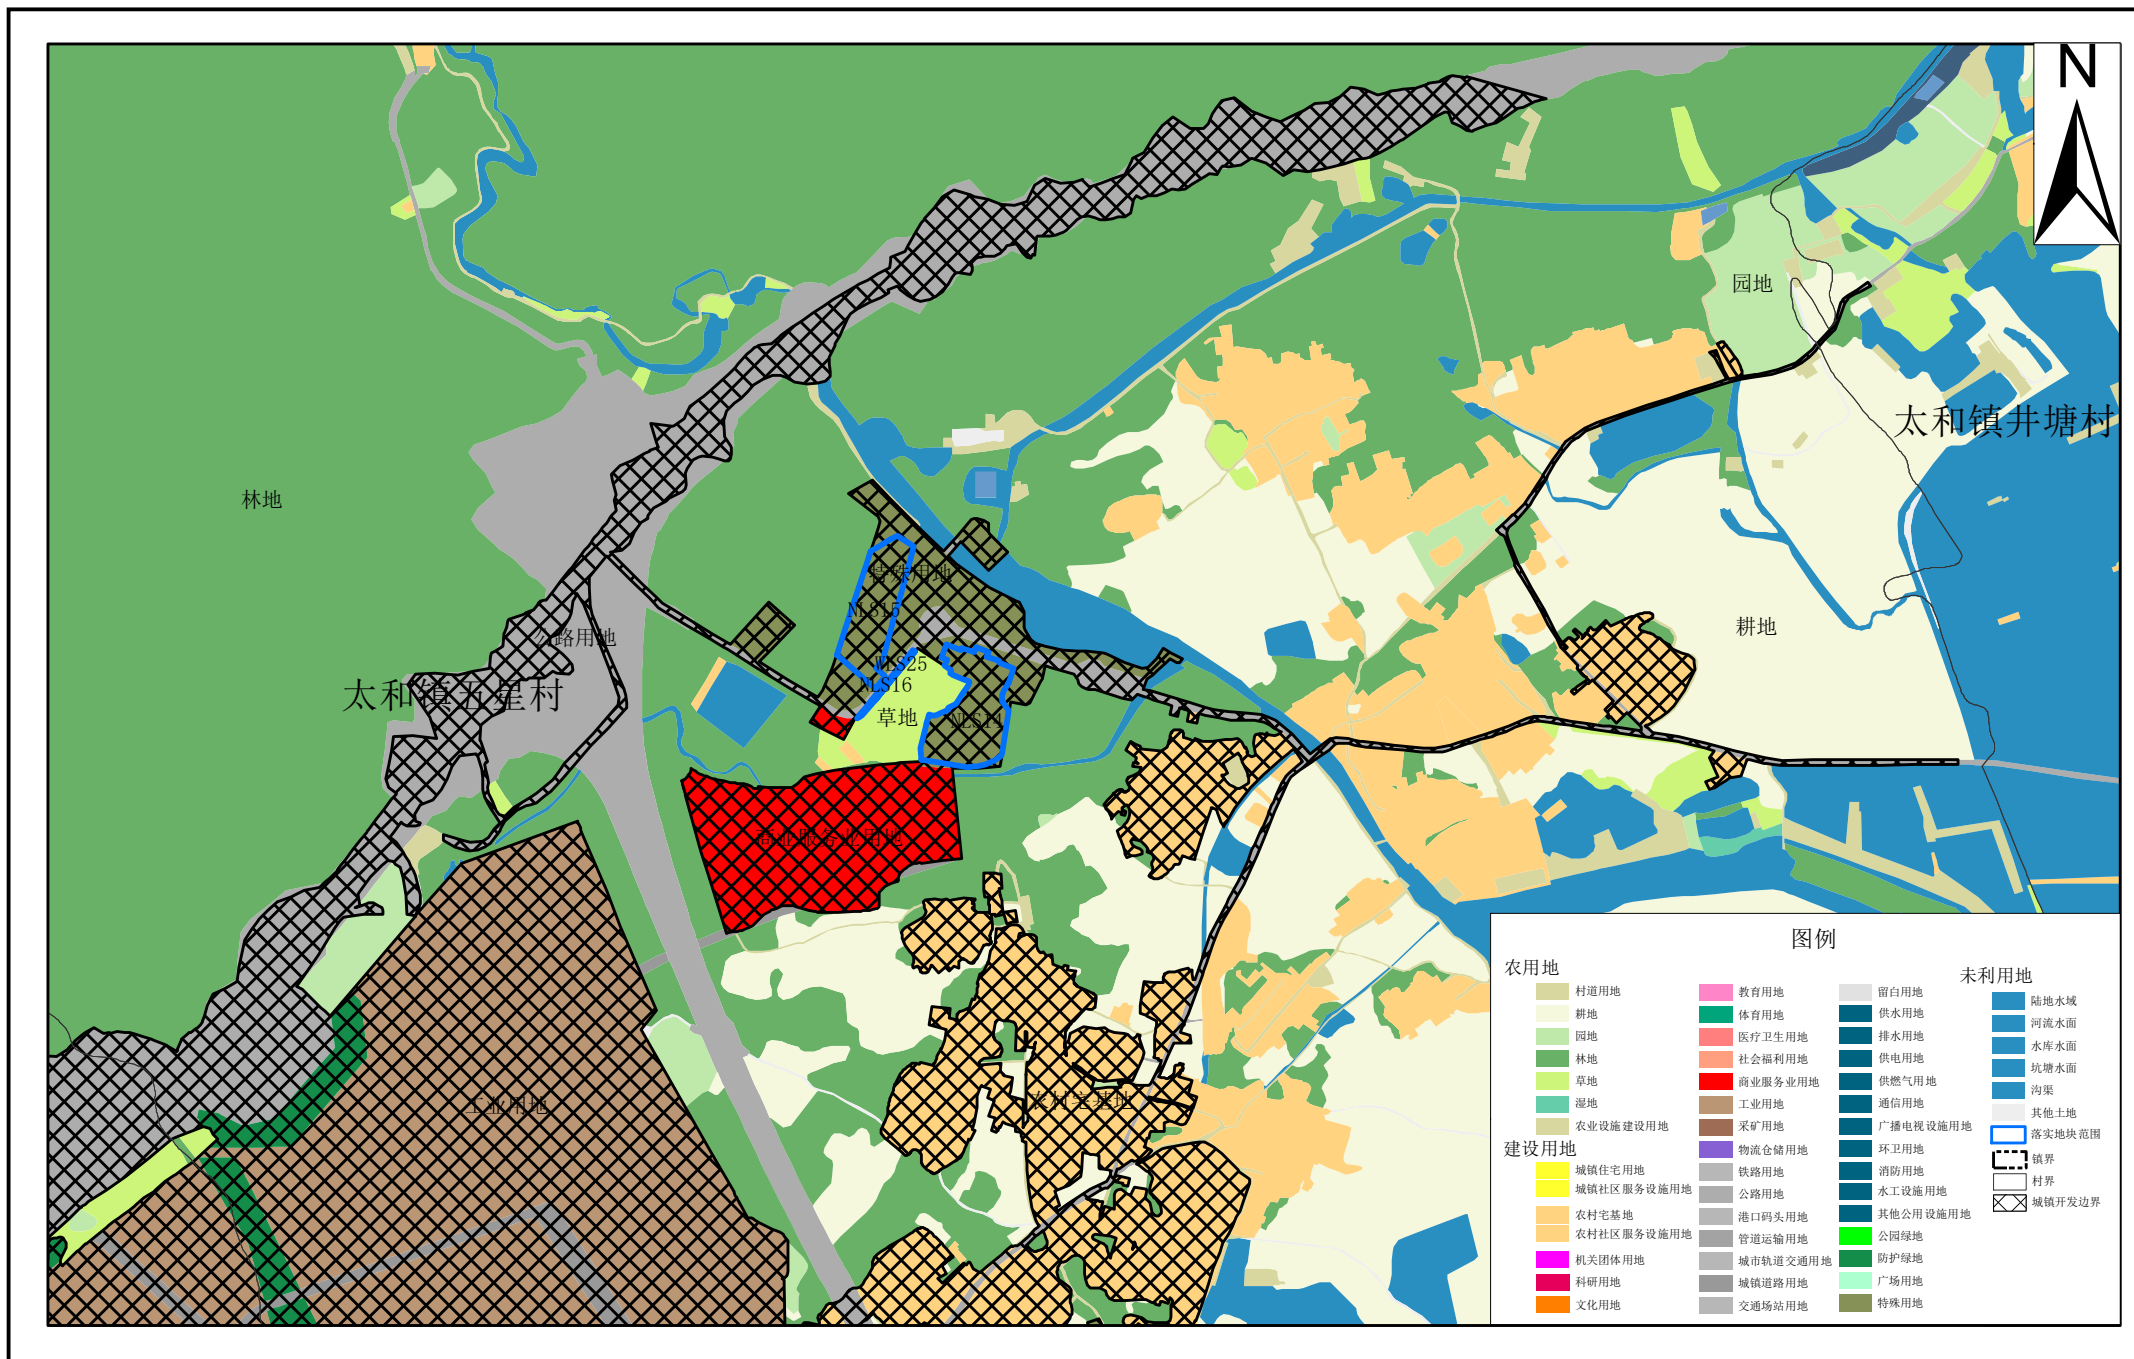 N
园地
太和镇井塘村
林地
特殊用地
NLS15
公路用地
耕地
WLS25
NLS16
太和镇五星村
草地
NLS14
商业服务业用地
工业用地
农村宅基地
图例
农用地
村道用地
耕地
园地
林地
草地
湿地
农业设施建设用地
建设用地
城镇住宅用地
城镇社区服务设施用地
农村宅基地
农村社区服务设施用地
机关团体用地
科研用地
文化用地
教育用地
体育用地
医疗卫生用地
社会福利用地
商业服务业用地
工业用地
采矿用地
物流仓储用地
铁路用地
公路用地
港口码头用地
管道运输用地
城市轨道交通用地
城镇道路用地
交通场站用地
留白用地
供水用地
排水用地
供电用地
供燃气用地
通信用地
广播电视设施用地
环卫用地
消防用地
水工设施用地
其他公用设施用地
公园绿地
防护绿地
广场用地
特殊用地
未利用地
陆地水域
河流水面
水库水面
坑塘水面
沟渠
其他土地
落实地块范围
镇界
村界
城镇开发边界